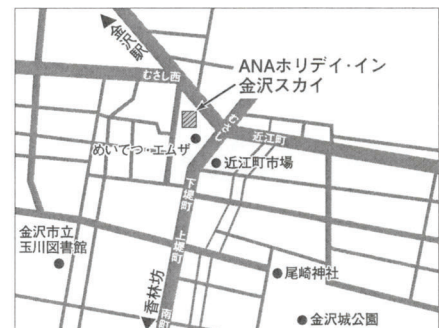 金沢駅
むさし西
ANAホリデイ・イン
金沢スカイ
むさし
近江町
めいてつ・エムザ
近江町市場
下堤町
金沢市立
玉川図書館
上堤町
香林坊
南町
尾崎神社
金沢城公園